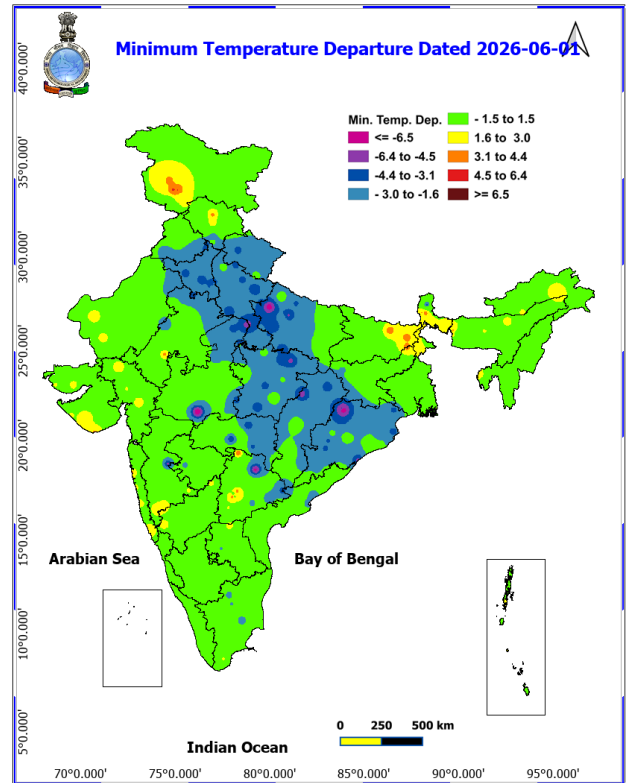 Minimum Temperature Departure Dated 2026-06-01
Min. Temp. Dep.
<= -6.5
-6.4 to -4.5
-4.4 to -3.1
- 3.0 to -1.6
- 1.5 to 1.5
1.6 to 3.0
3.1 to 4.4
4.5 to 6.4
>= 6.5
40°0.000'
35°0.000'
30°0.000'
25°0.000'
20°0.000'
15°0.000'
10°0.000'
5°0.000'
Arabian Sea
Bay of Bengal
Indian Ocean
0 250 500 km
70°0.000' 75°0.000' 80°0.000' 85°0.000' 90°0.000' 95°0.000'